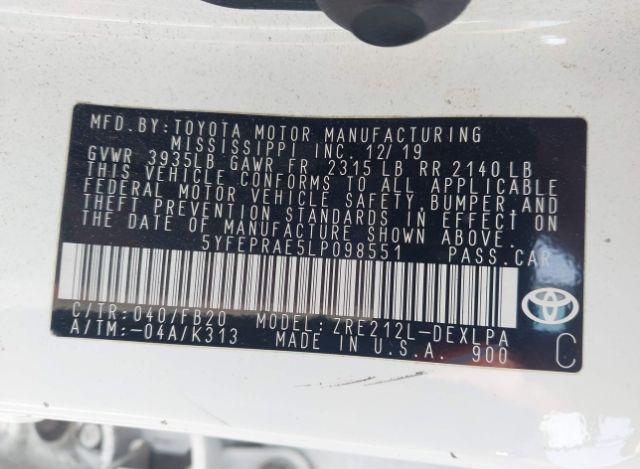 MFD.BY:TOYOTA MOTOR MANUFACTURING
MISSISSIPPI INC. 12/19
GVWR 3935LB GAWR FR 2315 LB RR 2140 LB
THIS VEHICLE CONFORMS TO ALL APPLICABLE
FEDERAL MOTOR VEHICLE SAFETY, BUMPER, AND
THEFT PREVENTION STANDARDS IN EFFECT ON
THE DATE OF MANUFACTURE SHOWN ABOVE.
5YFEPRAE5LP098551 PASS.CAR
C/TR:040/FB20 MODEL:ZRE212L-DEXLPA
A/TM:-04A/K313 MADE IN U.S.A. 900
C